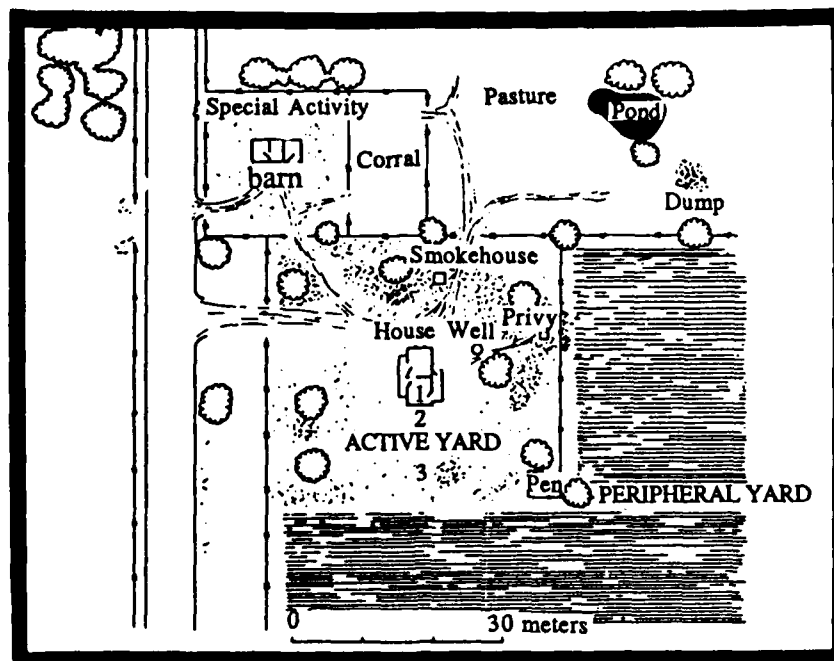 Pasture
Special Activity
Pond
Corral
barn
Dump
Smokehouse
House Well Privy
1
2
ACTIVE YARD
3
Pen PERIPHERAL YARD
0 30 meters